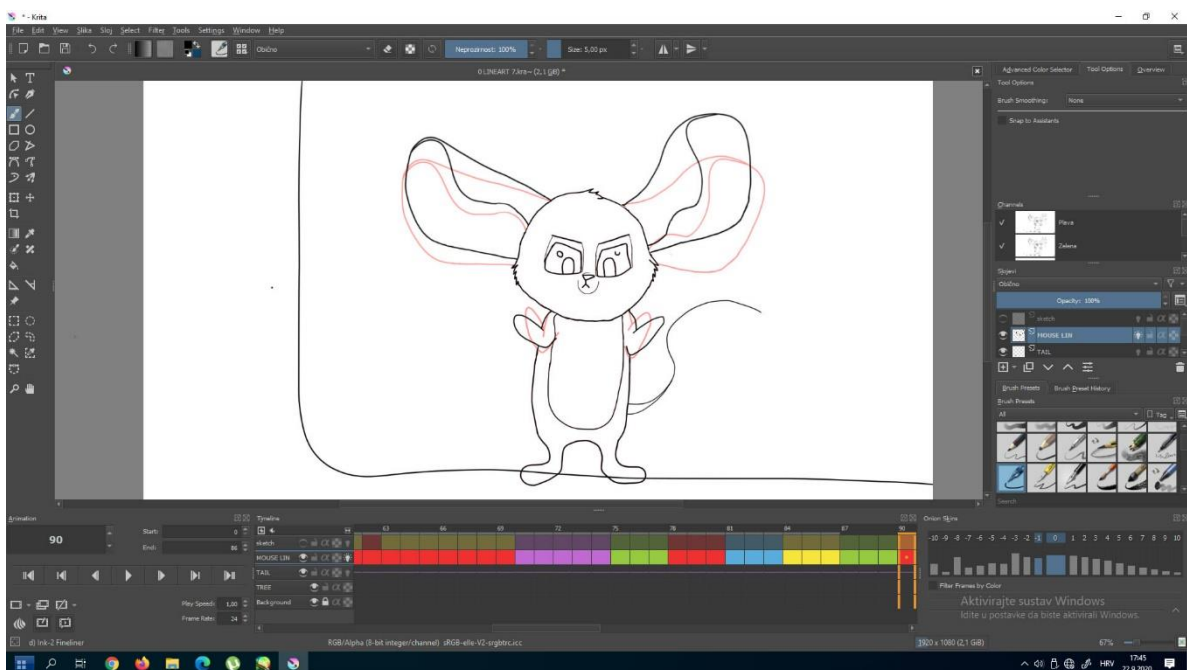 * - Krita
File Edit View Slika Sloj Select Filter Tools Settings Window Help
Obično
Neprozirnost: 100%
Size: 5,00 px
0 LINEART 7.kra~ (2,1 GiB) *
Advanced Color Selector Tool Options Overview
Tool Options
Brush Smoothing: None
Snap to Assistants
Channels
Plava
Zelena
Slojevi
Obično
Opacity: 100%
sketch
MOUSE LIN
TAIL
Brush Presets Brush Preset History
Brush Presets
All
Tag
Search
Animation
90
Start: 0
End: 86
Play Speed: 1,00
Frame Rate: 24
Timeline
63 66 69 72 75 78 81 84 87 90
sketch
MOUSE LIN
TAIL
TREE
Background
Onion Skins
-10 -9 -8 -7 -6 -5 -4 -3 -2 -1 0 1 2 3 4 5 6 7 8 9 10
Filter Frames by Color
Aktivirajte sustav Windows
Idite u postavke da biste aktivirali Windows.
d) Ink-2 Fineliner
RGB/Alpha (8-bit integer/channel) sRGB-elle-V2-srgbtrc.icc
1920 x 1080 (2,1 GiB)
67%
HRV
17:45
22.9.2020.